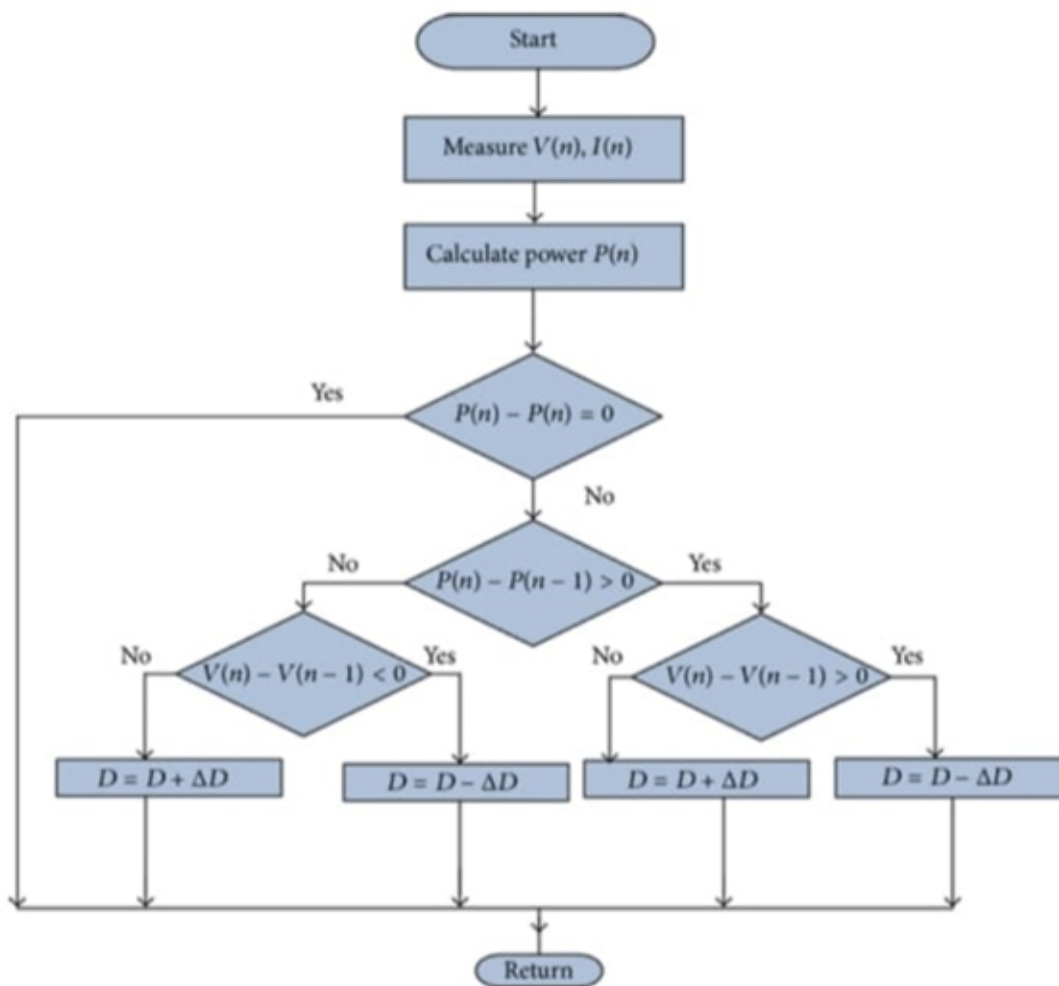 Start
Measure V(n), I(n)
Calculate power P(n)
Yes
P(n) − P(n) = 0
No
No
P(n) − P(n − 1) > 0
Yes
No
V(n) − V(n − 1) < 0
Yes
No
V(n) − V(n − 1) > 0
Yes
D = D + ΔD
D = D − ΔD
D = D + ΔD
D = D − ΔD
Return